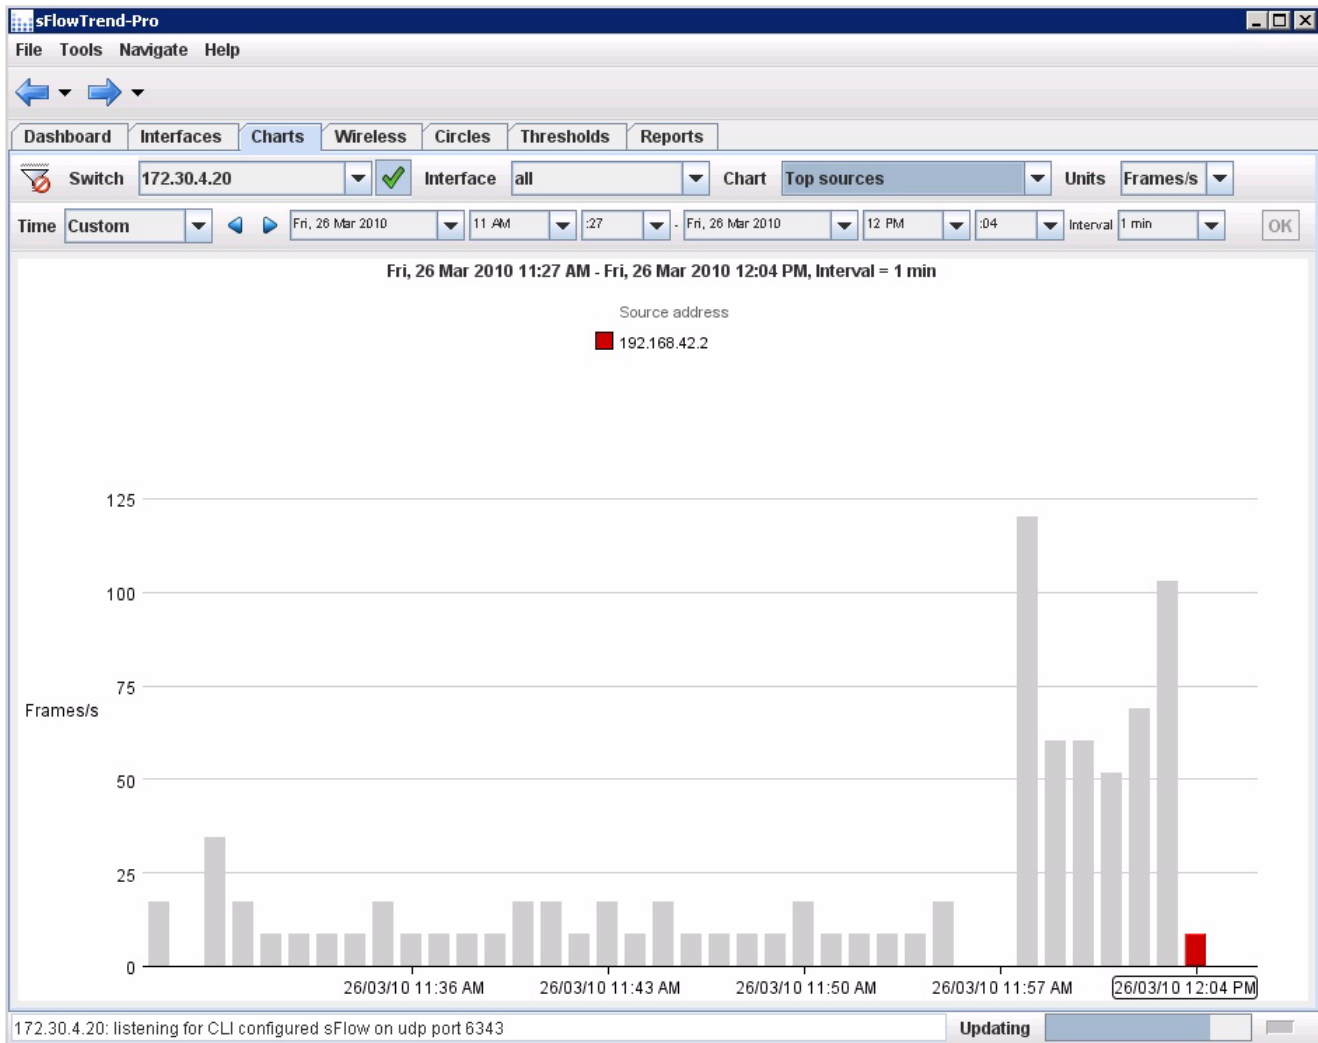 sFlowTrend-Pro
File Tools Navigate Help
Dashboard Interfaces Charts Wireless Circles Thresholds Reports
Switch 172.30.4.20 Interface all Chart Top sources Units Frames/s
Time Custom Fri, 26 Mar 2010 11 AM :27 - Fri, 26 Mar 2010 12 PM :04 Interval 1 min OK
Fri, 26 Mar 2010 11:27 AM - Fri, 26 Mar 2010 12:04 PM, Interval = 1 min
Source address
192.168.42.2
125
100
75
Frames/s
50
25
0
26/03/10 11:36 AM 26/03/10 11:43 AM 26/03/10 11:50 AM 26/03/10 11:57 AM 26/03/10 12:04 PM
172.30.4.20: listening for CLI configured sFlow on udp port 6343 Updating